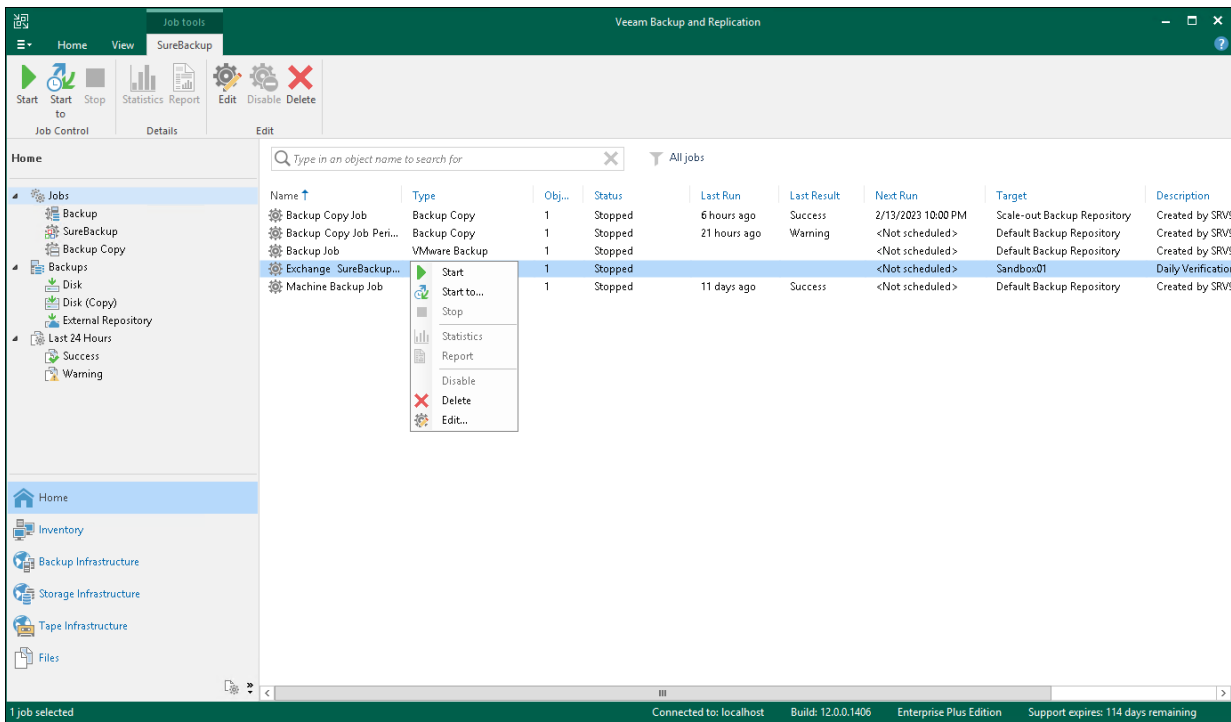 Job tools
Veeam Backup and Replication
Home View SureBackup
Start Start to Stop Statistics Report Edit Disable Delete
Job Control Details Edit
Home
Type in an object name to search for
All jobs
Jobs
Backup
SureBackup
Backup Copy
Backups
Disk
Disk (Copy)
External Repository
Last 24 Hours
Success
Warning
Name Type Obj... Status Last Run Last Result Next Run Target Description
Backup Copy Job Backup Copy 1 Stopped 6 hours ago Success 2/13/2023 10:00 PM Scale-out Backup Repository Created by SRV
Backup Copy Job Peri... Backup Copy 1 Stopped 21 hours ago Warning <Not scheduled> Default Backup Repository Created by SRV
Backup Job VMware Backup 1 Stopped <Not scheduled> Default Backup Repository Created by SRV
Exchange SureBackup... 1 Stopped <Not scheduled> Sandbox01 Daily Verification
Machine Backup Job 1 Stopped 11 days ago Success <Not scheduled> Default Backup Repository Created by SRV
Start
Start to...
Stop
Statistics
Report
Disable
Delete
Edit...
Home
Inventory
Backup Infrastructure
Storage Infrastructure
Tape Infrastructure
Files
1 job selected
Connected to: localhost Build: 12.0.0.1406 Enterprise Plus Edition Support expires: 114 days remaining